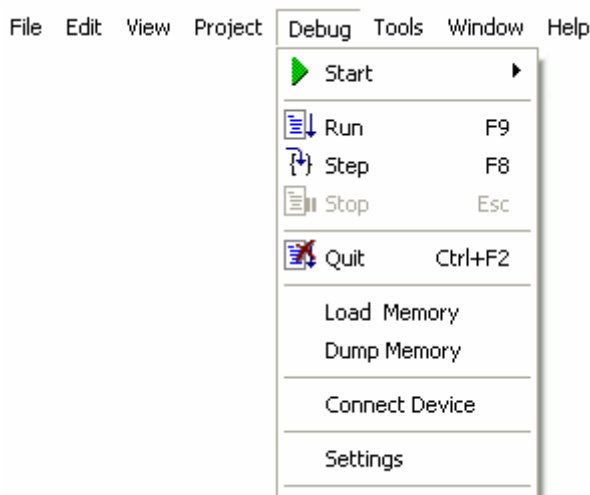 File Edit View Project Debug Tools Window Help
Start
Run F9
Step F8
Stop Esc
Quit Ctrl+F2
Load Memory
Dump Memory
Connect Device
Settings